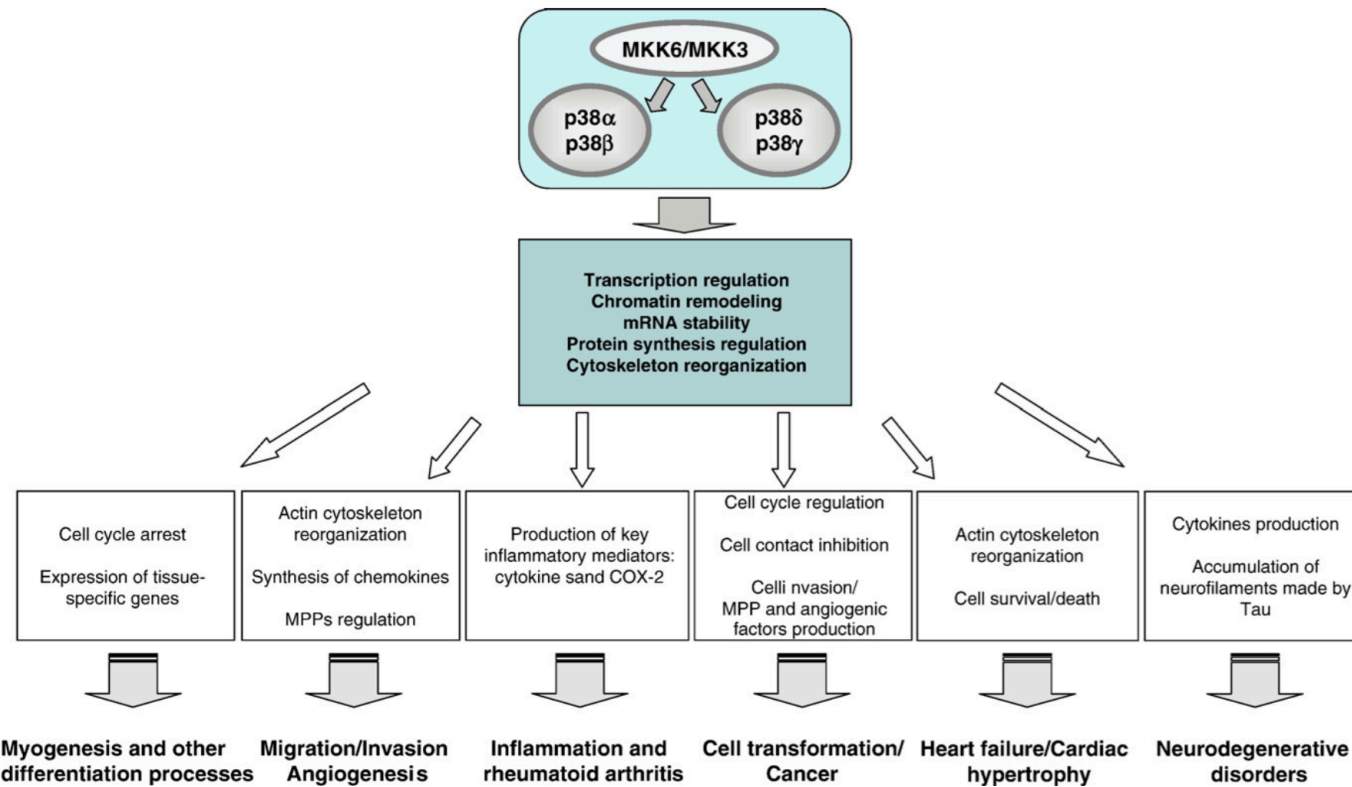 MKK6/MKK3
p38α
p38β
p38δ
p38γ
Transcription regulation
Chromatin remodeling
mRNA stability
Protein synthesis regulation
Cytoskeleton reorganization
Cell cycle arrest
Expression of tissue-
specific genes
Actin cytoskeleton
reorganization
Synthesis of chemokines
MPPs regulation
Production of key
inflammatory mediators:
cytokine sand COX-2
Cell cycle regulation
Cell contact inhibition
Celli nvasion/
MPP and angiogenic
factors production
Actin cytoskeleton
reorganization
Cell survival/death
Cytokines production
Accumulation of
neurofilaments made by
Tau
Myogenesis and other
differentiation processes
Migration/Invasion
Angiogenesis
Inflammation and
rheumatoid arthritis
Cell transformation/
Cancer
Heart failure/Cardiac
hypertrophy
Neurodegenerative
disorders